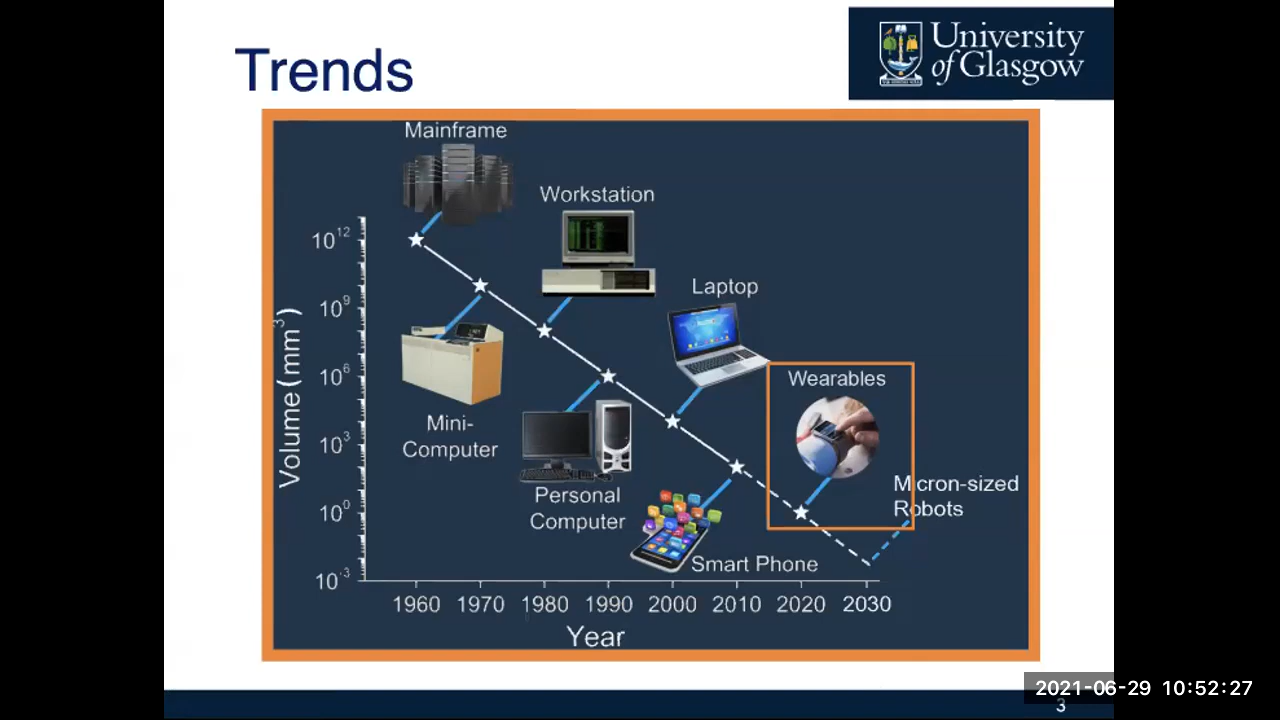 Trends
University
of Glasgow
Mainframe
Workstation
Laptop
Wearables
Mini-
Computer
Personal
Computer
Smart Phone
Micron-sized
Robots
Volume (mm³)
10¹²
10⁹
10⁶
10³
10⁰
10⁻³
1960 1970 1980 1990 2000 2010 2020 2030
Year
2021-06-29 10:52:27
3